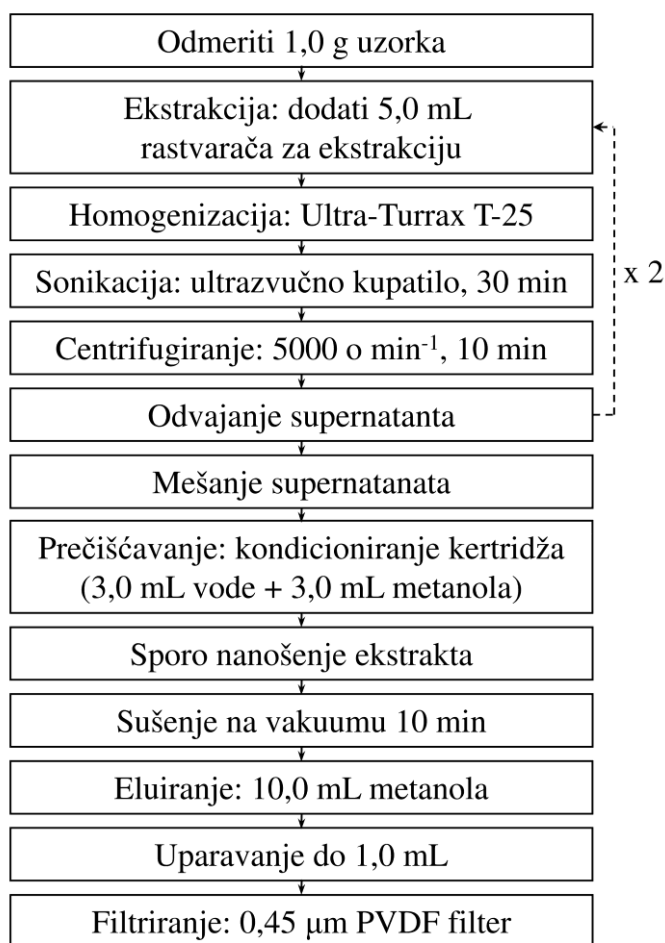 Odmeriti 1,0 g uzorka
Ekstrakcija: dodati 5,0 mL
rastvarača za ekstrakciju
Homogenizacija: Ultra-Turrax T-25
Sonikacija: ultrazvučno kupatilo, 30 min
x 2
Centrifugiranje: 5000 o min⁻¹, 10 min
Odvajanje supernatanta
Mešanje supernatanata
Prečišćavanje: kondicioniranje kertridža
(3,0 mL vode + 3,0 mL metanola)
Sporo nanošenje ekstrakta
Sušenje na vakuumu 10 min
Eluiranje: 10,0 mL metanola
Uparavanje do 1,0 mL
Filtriranje: 0,45 μm PVDF filter